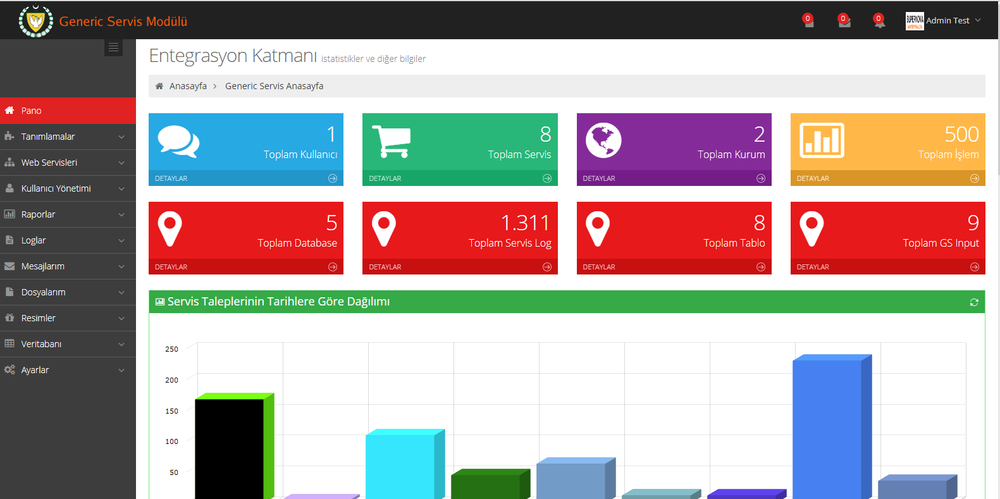 Generic Servis Modülü
0
0
0
SUPERNOVA
Admin Test
Entegrasyon Katmanı istatistikler ve diğer bilgiler
Anasayfa > Generic Servis Anasayfa
Pano
Tanımlamalar
Web Servisleri
Kullanıcı Yönetimi
Raporlar
Loglar
Mesajlarım
Dosyalarım
Resimler
Veritabanı
Ayarlar
1
Toplam Kullanıcı
DETAYLAR
8
Toplam Servis
DETAYLAR
2
Toplam Kurum
DETAYLAR
500
Toplam İşlem
DETAYLAR
5
Toplam Database
DETAYLAR
1.311
Toplam Servis Log
DETAYLAR
8
Toplam Tablo
DETAYLAR
9
Toplam GS Input
DETAYLAR
Servis Taleplerinin Tarihlere Göre Dağılımı
250
200
150
100
50